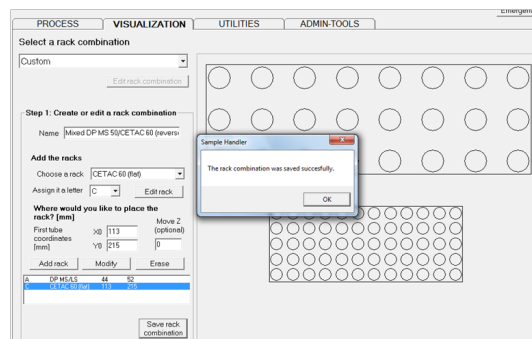 Emergen
PROCESS VISUALIZATION UTILITIES ADMIN-TOOLS
Select a rack combination
Custom
Edit rack combination
Step 1: Create or edit a rack combination
Name Mixed DP MS 50/CETAC 60 (revers
Add the racks
Choose a rack CETAC 60 (flat)
Assign it a letter C Edit rack
Where would you like to place the
rack? [mm]
Move Z
(optional)
First tube
coordinates
[mm]
X0 113
Y0 215 0
Add rack Modify Erase
A DP MS/LS 44 52
C CETAC 60 (flat) 113 215
Save rack
combination
Sample Handler
The rack combination was saved succesfully.
OK